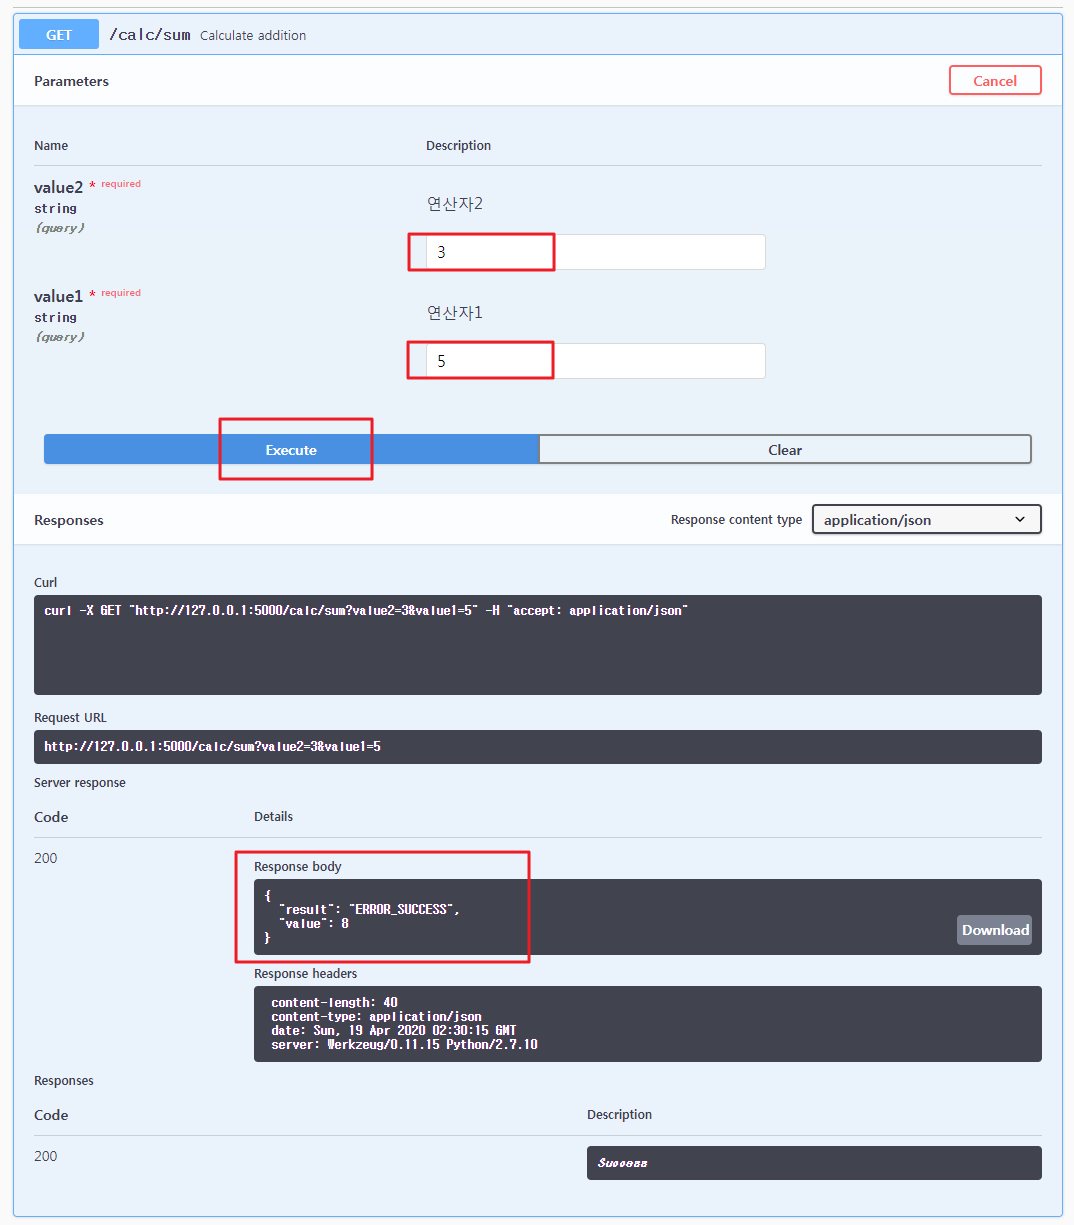 GET /calc/sum Calculate addition
Parameters Cancel
Name Description
value2 * required
string
(query)
연산자2
3
value1 * required
string
(query)
연산자1
5
Execute Clear
Responses Response content type application/json
Curl
curl -X GET "http://127.0.0.1:5000/calc/sum?value2=3&value1=5" -H "accept: application/json"
Request URL
http://127.0.0.1:5000/calc/sum?value2=3&value1=5
Server response
Code Details
200
Response body
{
"result": "ERROR_SUCCESS",
"value": 8
}
Download
Response headers
content-length: 40
content-type: application/json
date: Sun, 19 Apr 2020 02:30:15 GMT
server: Werkzeug/0.11.15 Python/2.7.10
Responses
Code Description
200 Success